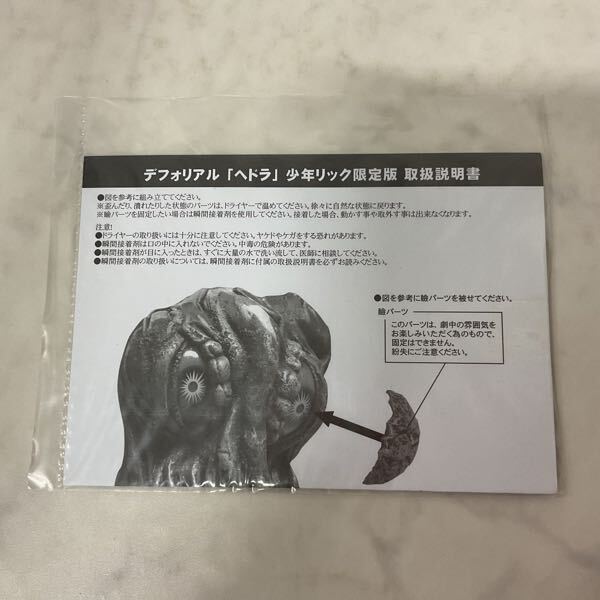 デフォリアル「ヘドラ」少年リック限定版 取扱説明書
●図を参考に組み立ててください。
※歪んだり、潰れたりした状態のパーツは、ドライヤーで温めてください。徐々に自然な状態に戻ります。
※瞼パーツを固定したい場合は瞬間接着剤を使用してください。接着した場合、動かす事や取外す事は出来なくなります。
注意!
●ドライヤーの取り扱いには十分に注意してください。ヤケドやケガをする恐れがあります。
●瞬間接着剤は口の中に入れないでください。中毒の危険があります。
●瞬間接着剤が目に入ったときは、すぐに大量の水で洗い流して、医師に相談してください。
●瞬間接着剤の取り扱いについては、瞬間接着剤に付属の取扱説明書を必ずお読みください。
●図を参考に瞼パーツを被せてください。
瞼パーツ
このパーツは、劇中の雰囲気を
お楽しみいただく為のもので、
固定はできません。
紛失にご注意ください。